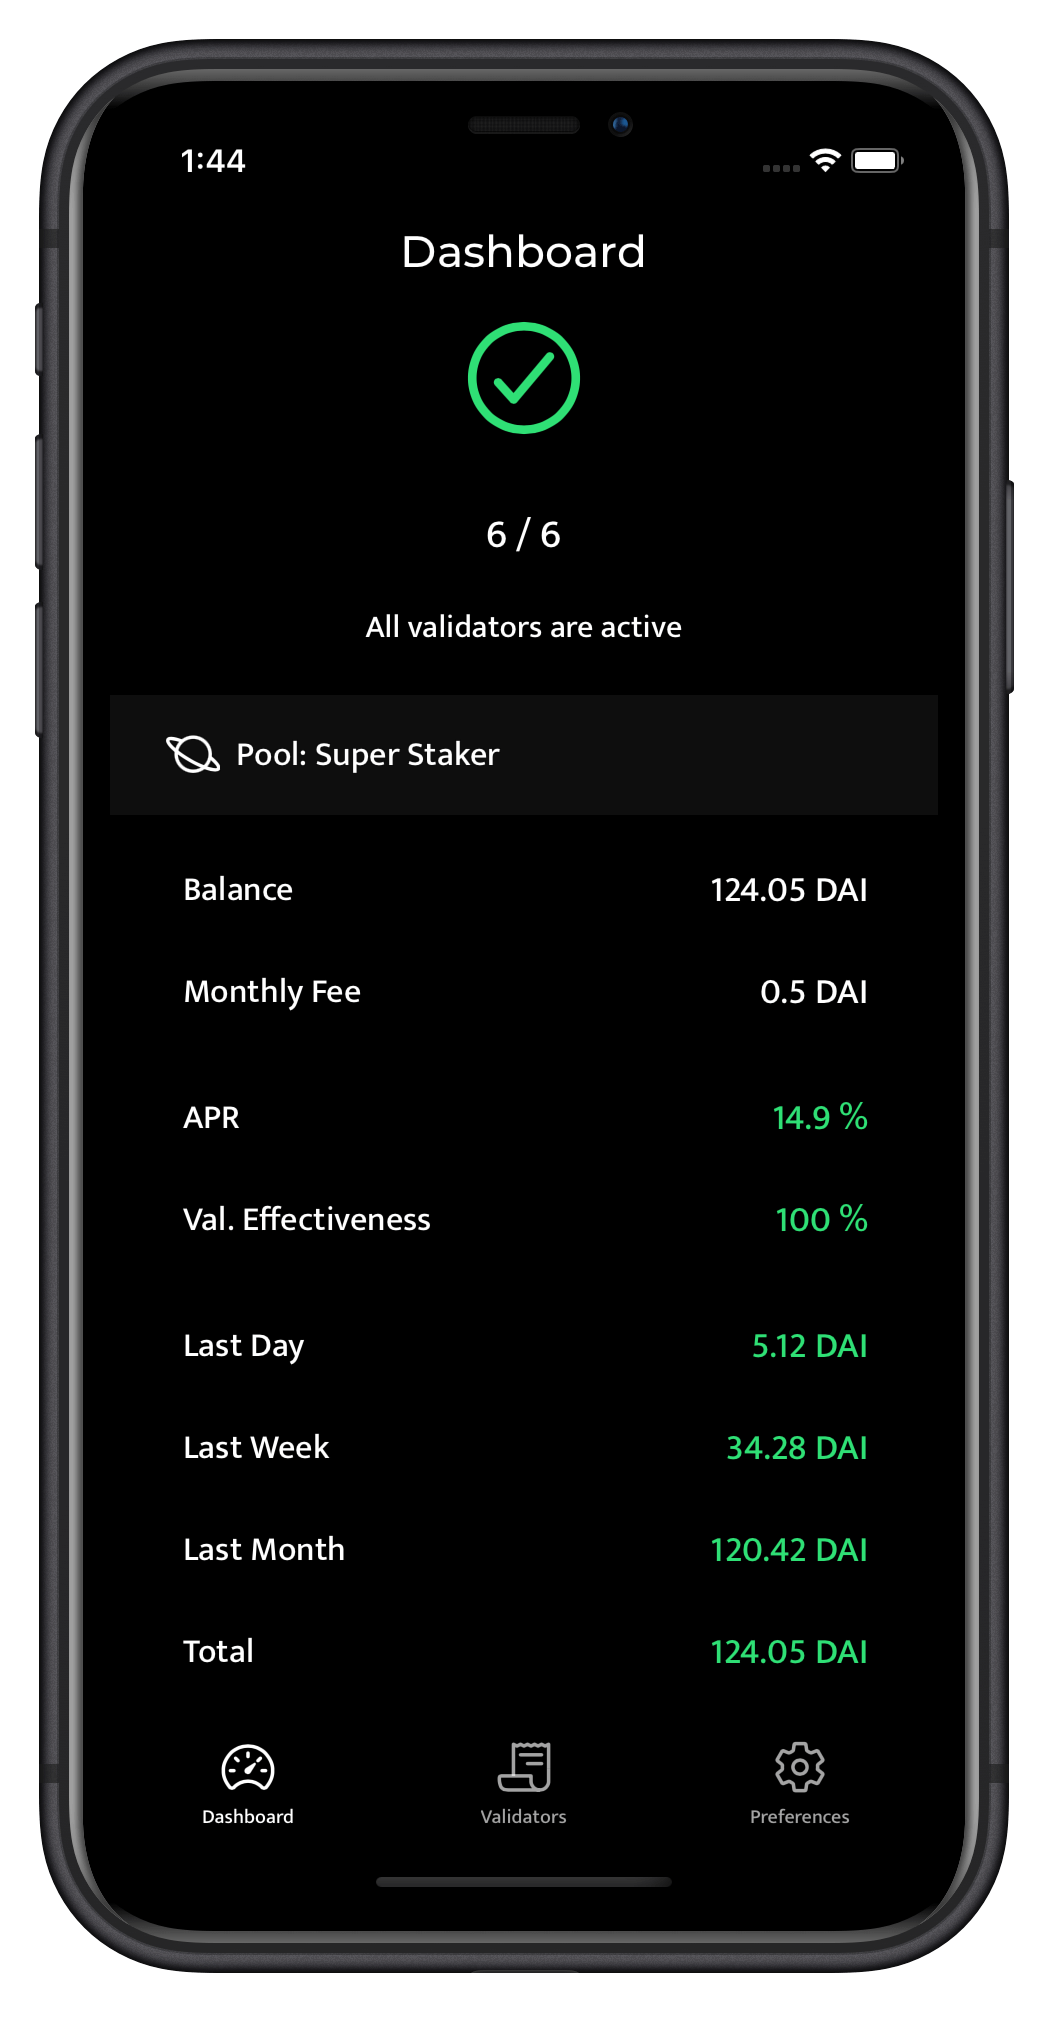 1:44
Dashboard
6 / 6
All validators are active
Pool: Super Staker
Balance 124.05 DAI
Monthly Fee 0.5 DAI
APR 14.9 %
Val. Effectiveness 100 %
Last Day 5.12 DAI
Last Week 34.28 DAI
Last Month 120.42 DAI
Total 124.05 DAI
Dashboard Validators Preferences